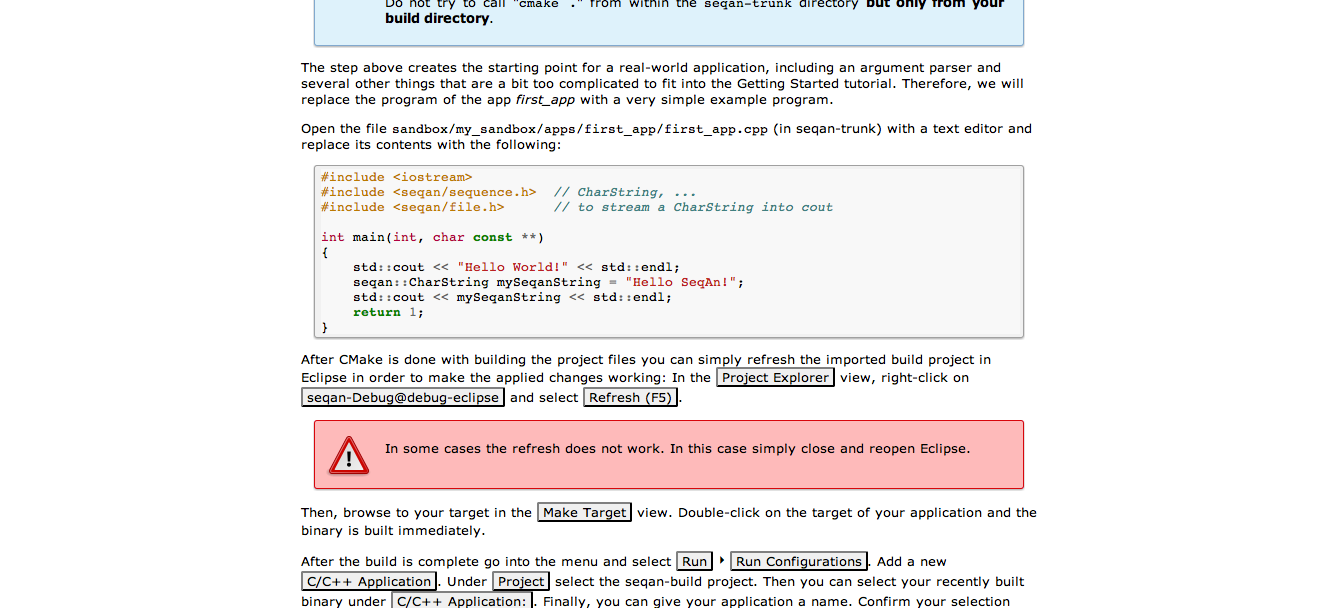 Do not try to call "cmake ." from within the seqan-trunk directory but only from your
build directory.
The step above creates the starting point for a real-world application, including an argument parser and
several other things that are a bit too complicated to fit into the Getting Started tutorial. Therefore, we will
replace the program of the app first_app with a very simple example program.
Open the file sandbox/my_sandbox/apps/first_app/first_app.cpp (in seqan-trunk) with a text editor and
replace its contents with the following:
#include <iostream>
#include <seqan/sequence.h>  // CharString, ...
#include <seqan/file.h>      // to stream a CharString into cout
int main(int, char const **)
{
    std::cout << "Hello World!" << std::endl;
    seqan::CharString mySeqanString = "Hello SeqAn!";
    std::cout << mySeqanString << std::endl;
    return 1;
}
After CMake is done with building the project files you can simply refresh the imported build project in
Eclipse in order to make the applied changes working: In the Project Explorer view, right-click on
seqan-Debug@debug-eclipse and select Refresh (F5).
In some cases the refresh does not work. In this case simply close and reopen Eclipse.
Then, browse to your target in the Make Target view. Double-click on the target of your application and the
binary is built immediately.
After the build is complete go into the menu and select Run ‣ Run Configurations. Add a new
C/C++ Application. Under Project select the seqan-build project. Then you can select your recently built
binary under C/C++ Application:. Finally, you can give your application a name. Confirm your selection